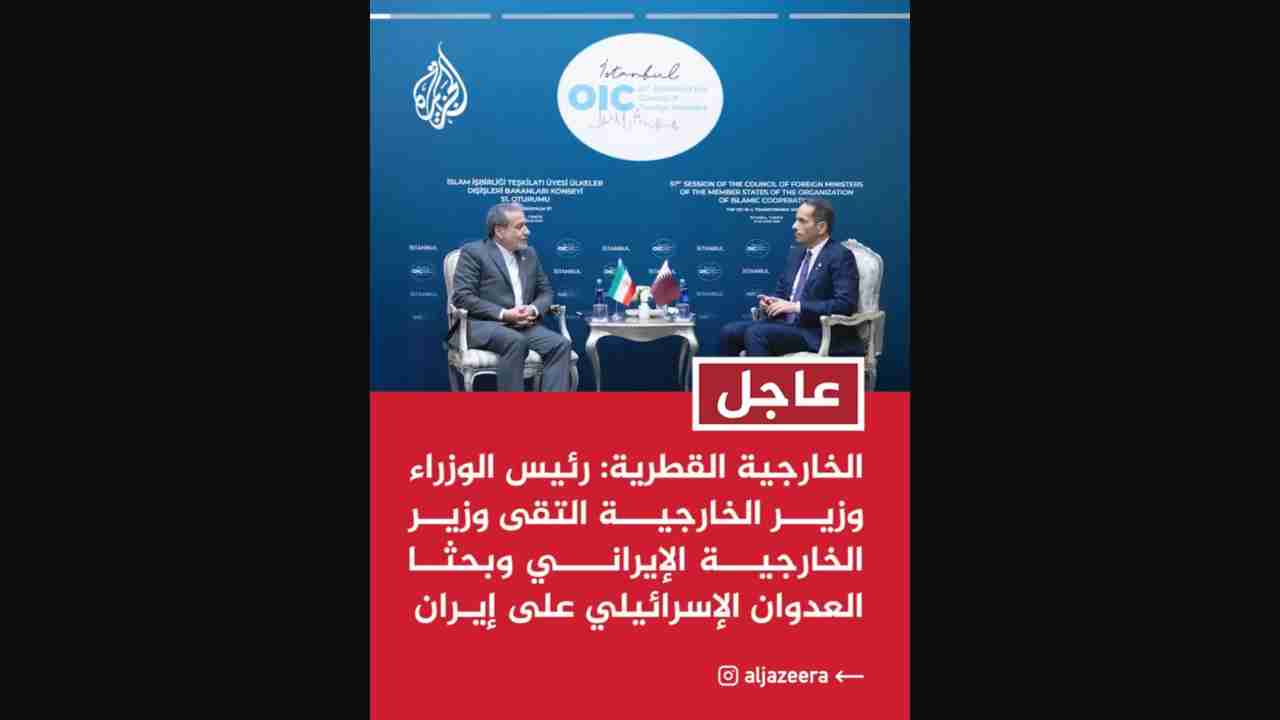 İstanbul
OIC
İSLAM İŞBİRLİĞİ TEŞKİLATI ÜYESİ ÜLKELER
DIŞİŞLERİ BAKANLARI KONSEYİ
51. OTURUMU
51ST SESSION OF THE COUNCIL OF FOREIGN MINISTERS
OF THE MEMBER STATES OF THE ORGANIZATION
OF ISLAMIC COOPERATION
İSTANBUL
عاجل
الخارجية القطرية: رئيس الوزراء
وزير الخارجية التقى وزير
الخارجية الإيراني وبحثا
العدوان الإسرائيلي على إيران
aljazeera